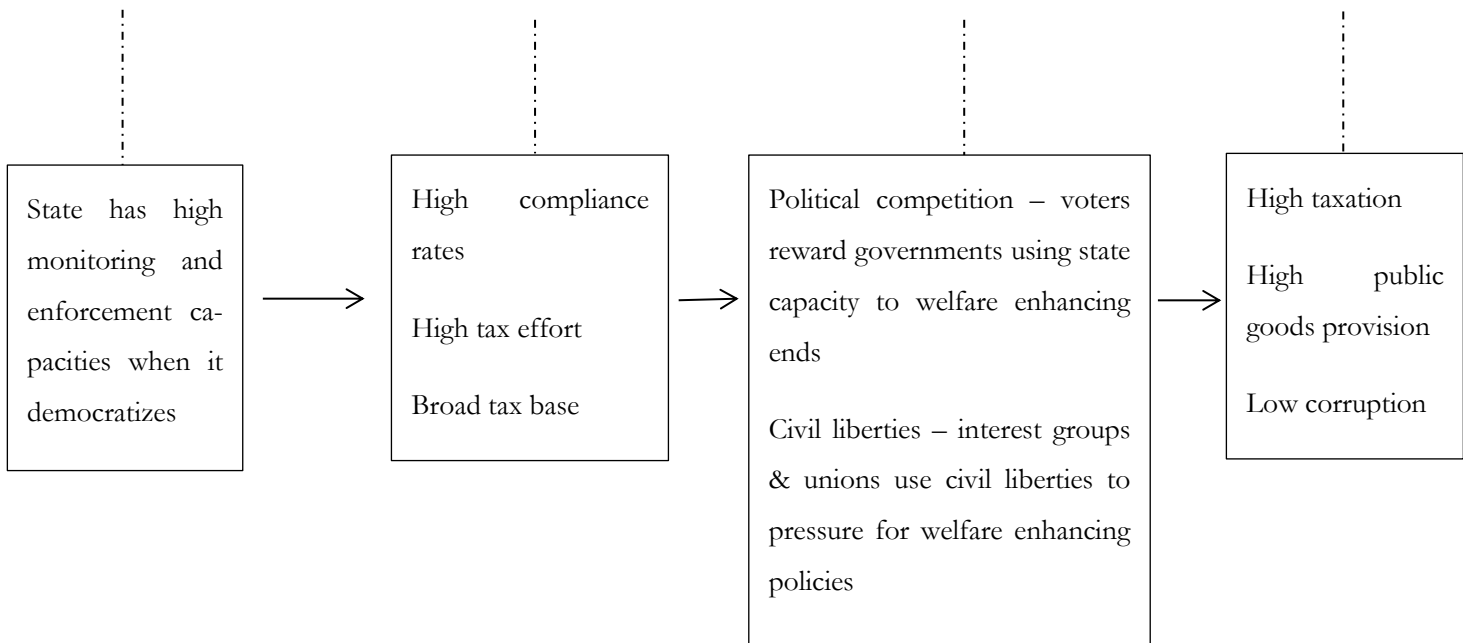 State has high
monitoring and
enforcement ca-
pacities when it
democratizes
High compliance
rates
High tax effort
Broad tax base
Political competition – voters
reward governments using state
capacity to welfare enhancing
ends
Civil liberties – interest groups
& unions use civil liberties to
pressure for welfare enhancing
policies
High taxation
High public
goods provision
Low corruption